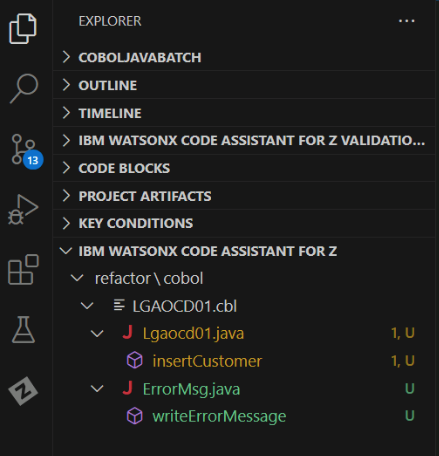 EXPLORER ...
COBOLJAVABATCH
OUTLINE
TIMELINE
IBM WATSONX CODE ASSISTANT FOR Z VALIDATIO...
CODE BLOCKS
13
PROJECT ARTIFACTS
KEY CONDITIONS
IBM WATSONX CODE ASSISTANT FOR Z
refactor\cobol
LGAOCD01.cbl
J Lgaocd01.java 1, U
insertCustomer 1, U
J ErrorMsg.java U
Z writeErrorMessage U